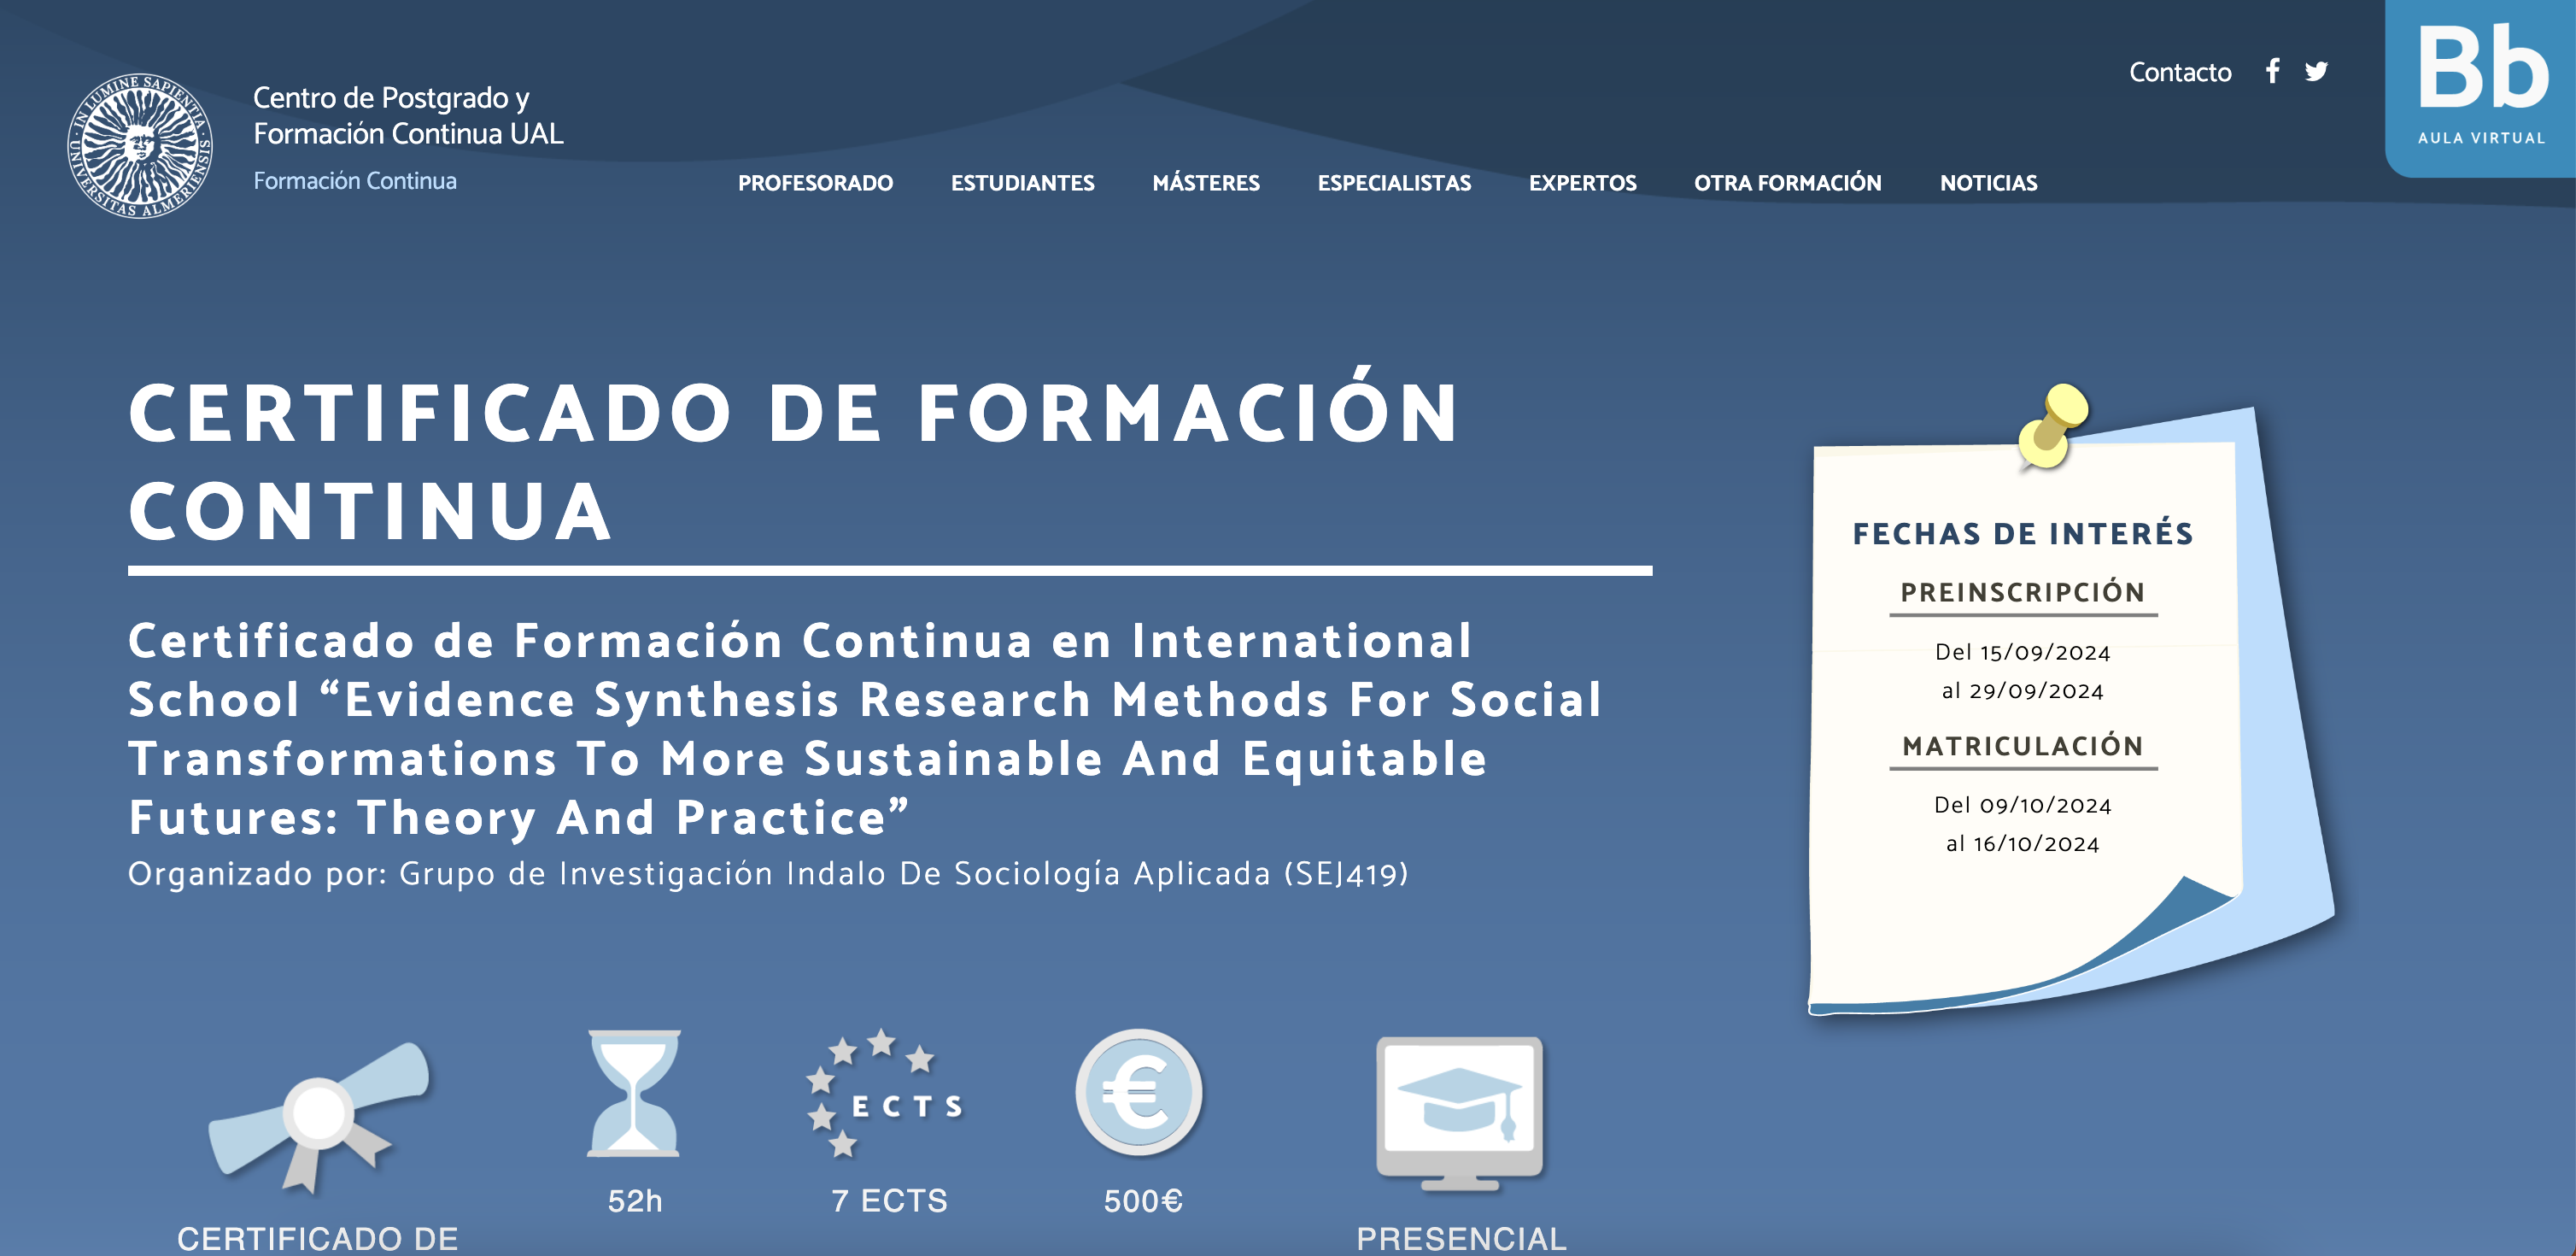 IN LUMINE SAPIENTIA
UNIVERSITAS ALMERIENSIS
Centro de Postgrado y
Formación Continua UAL
Formación Continua
Contacto
Bb
AULA VIRTUAL
PROFESORADO ESTUDIANTES MÁSTERES ESPECIALISTAS EXPERTOS OTRA FORMACIÓN NOTICIAS
CERTIFICADO DE FORMACIÓN
CONTINUA
Certificado de Formación Continua en International
School “Evidence Synthesis Research Methods For Social
Transformations To More Sustainable And Equitable
Futures: Theory And Practice”
Organizado por: Grupo de Investigación Indalo De Sociología Aplicada (SEJ419)
FECHAS DE INTERÉS
PREINSCRIPCIÓN
Del 15/09/2024
al 29/09/2024
MATRICULACIÓN
Del 09/10/2024
al 16/10/2024
ECTS
€
52h
7 ECTS
500€
CERTIFICADO DE
PRESENCIAL